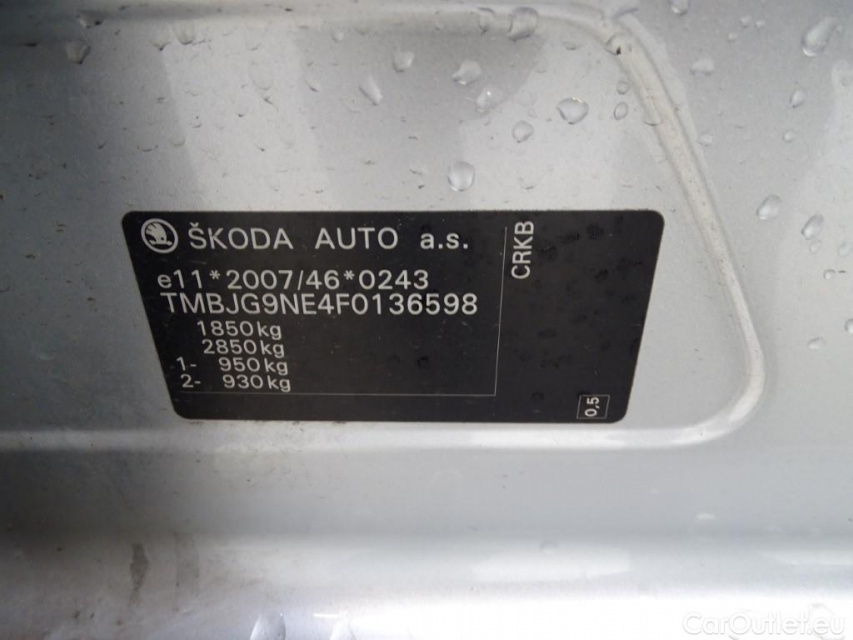 ŠKODA AUTO a.s.
e11*2007/46*0243
TMBJG9NE4F0136598
1850kg
2850kg
1- 950kg
2- 930kg
CRKB
0,5
CarOutlet.eu